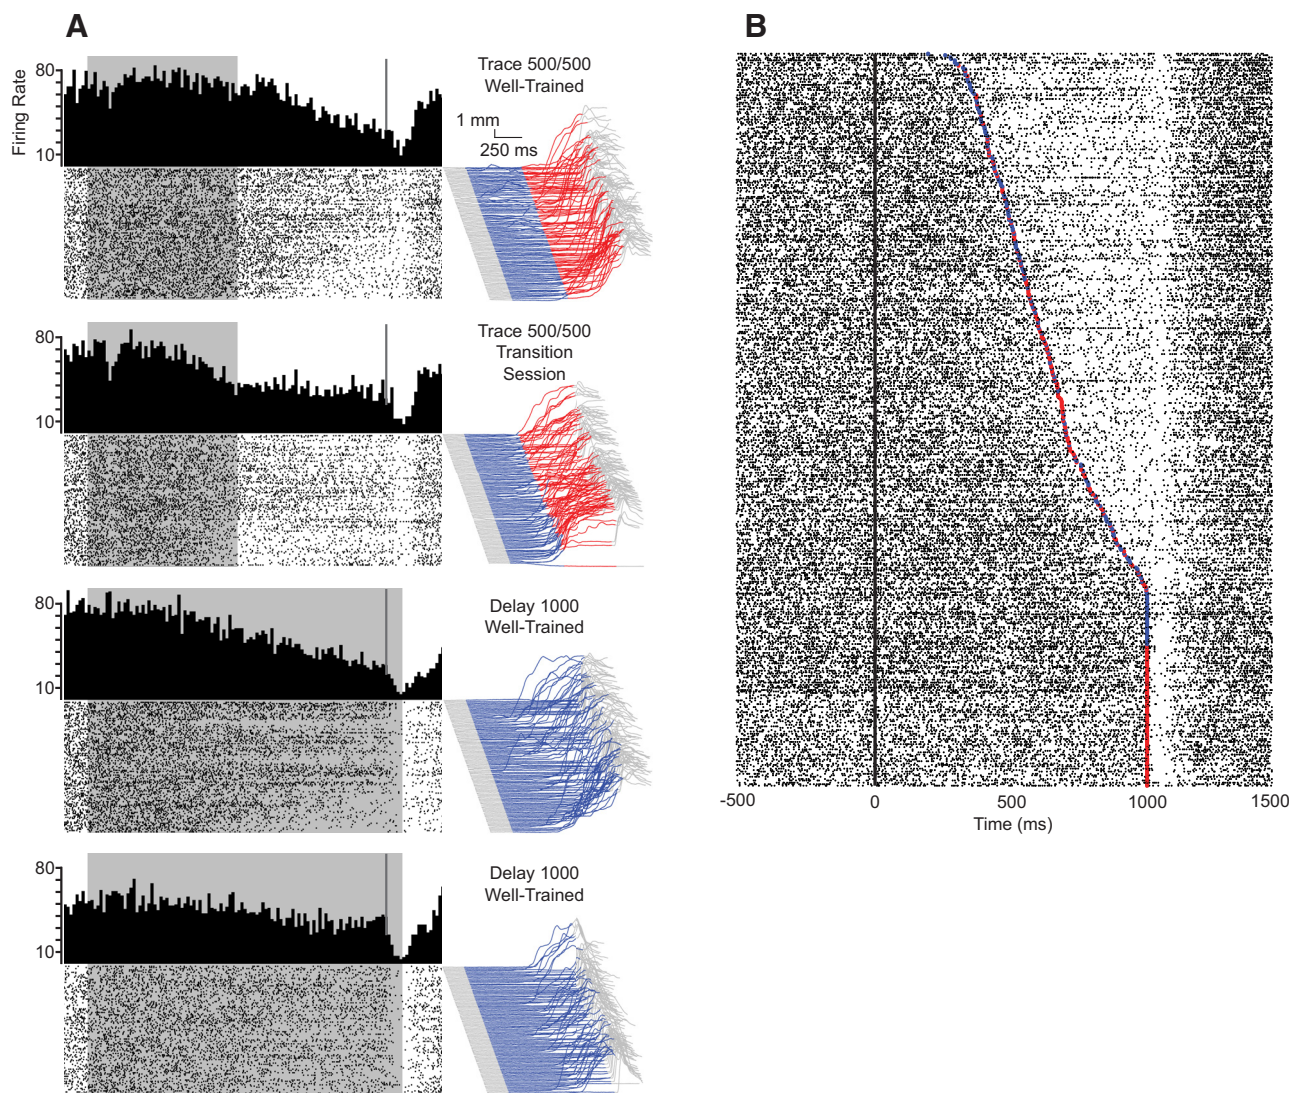 A
B
80
Firing Rate
10
Trace 500/500
Well-Trained
1 mm
250 ms
80
10
Trace 500/500
Transition
Session
80
10
Delay 1000
Well-Trained
80
10
Delay 1000
Well-Trained
-500
0
500
1000
1500
Time (ms)